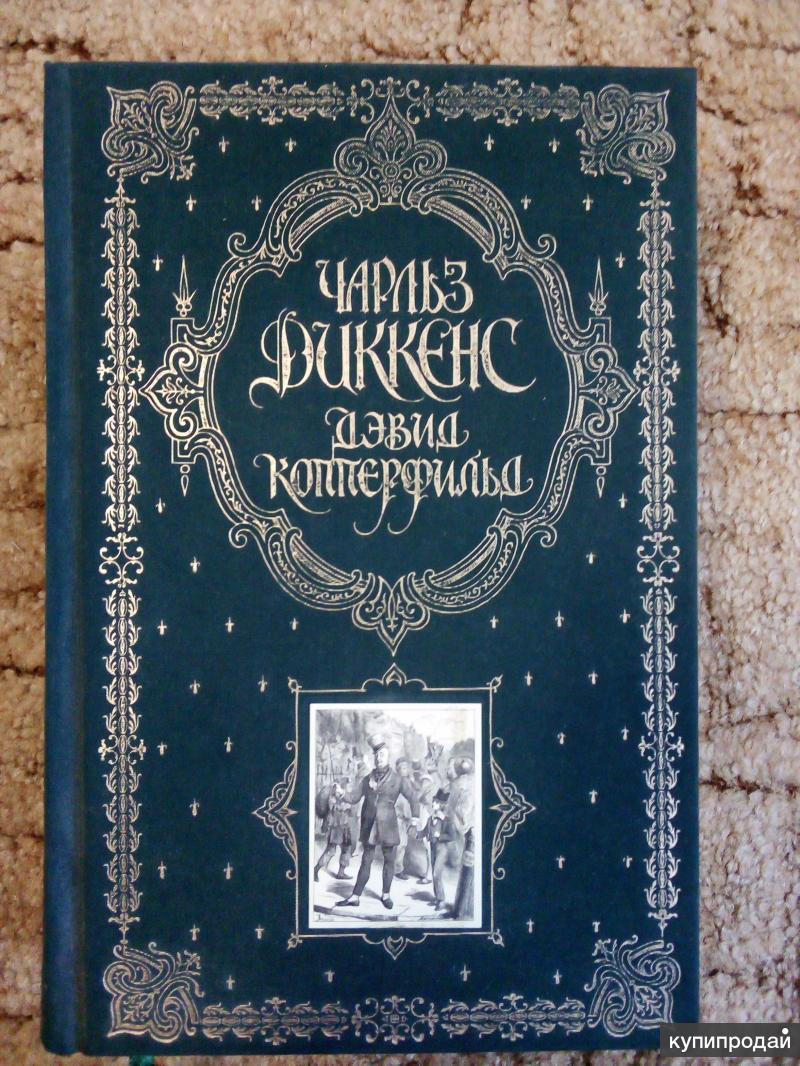 ЧАРЛЬЗ
ДИККЕНС
ДЭВИД
КОППЕРФИЛЬД
купипродай